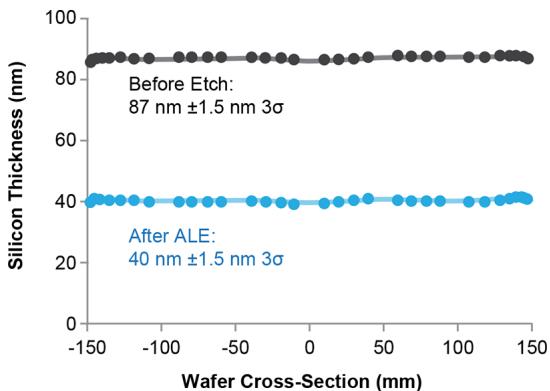 100
80
60
40
20
0
Silicon Thickness (nm)
Before Etch:
87 nm ±1.5 nm 3σ
After ALE:
40 nm ±1.5 nm 3σ
-150 -100 -50 0 50 100 150
Wafer Cross-Section (mm)